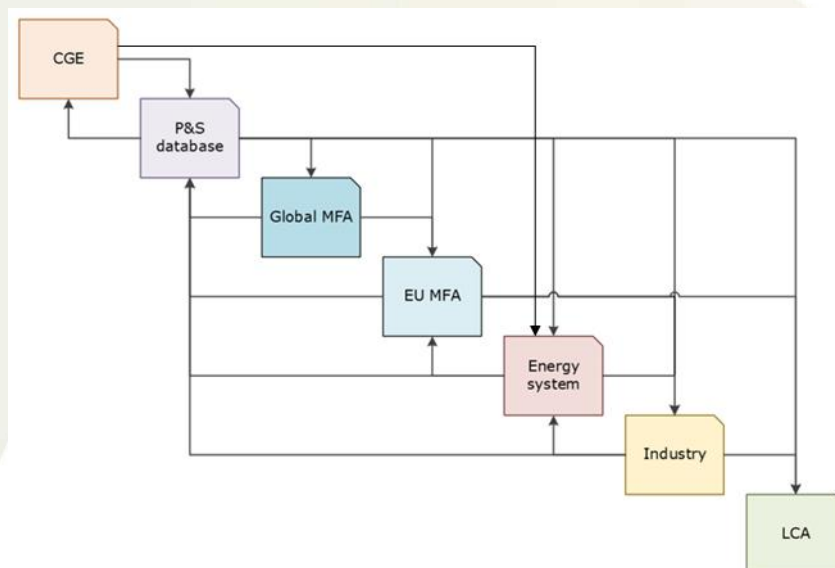 CGE
P&S
database
Global MFA
EU MFA
Energy
system
Industry
LCA